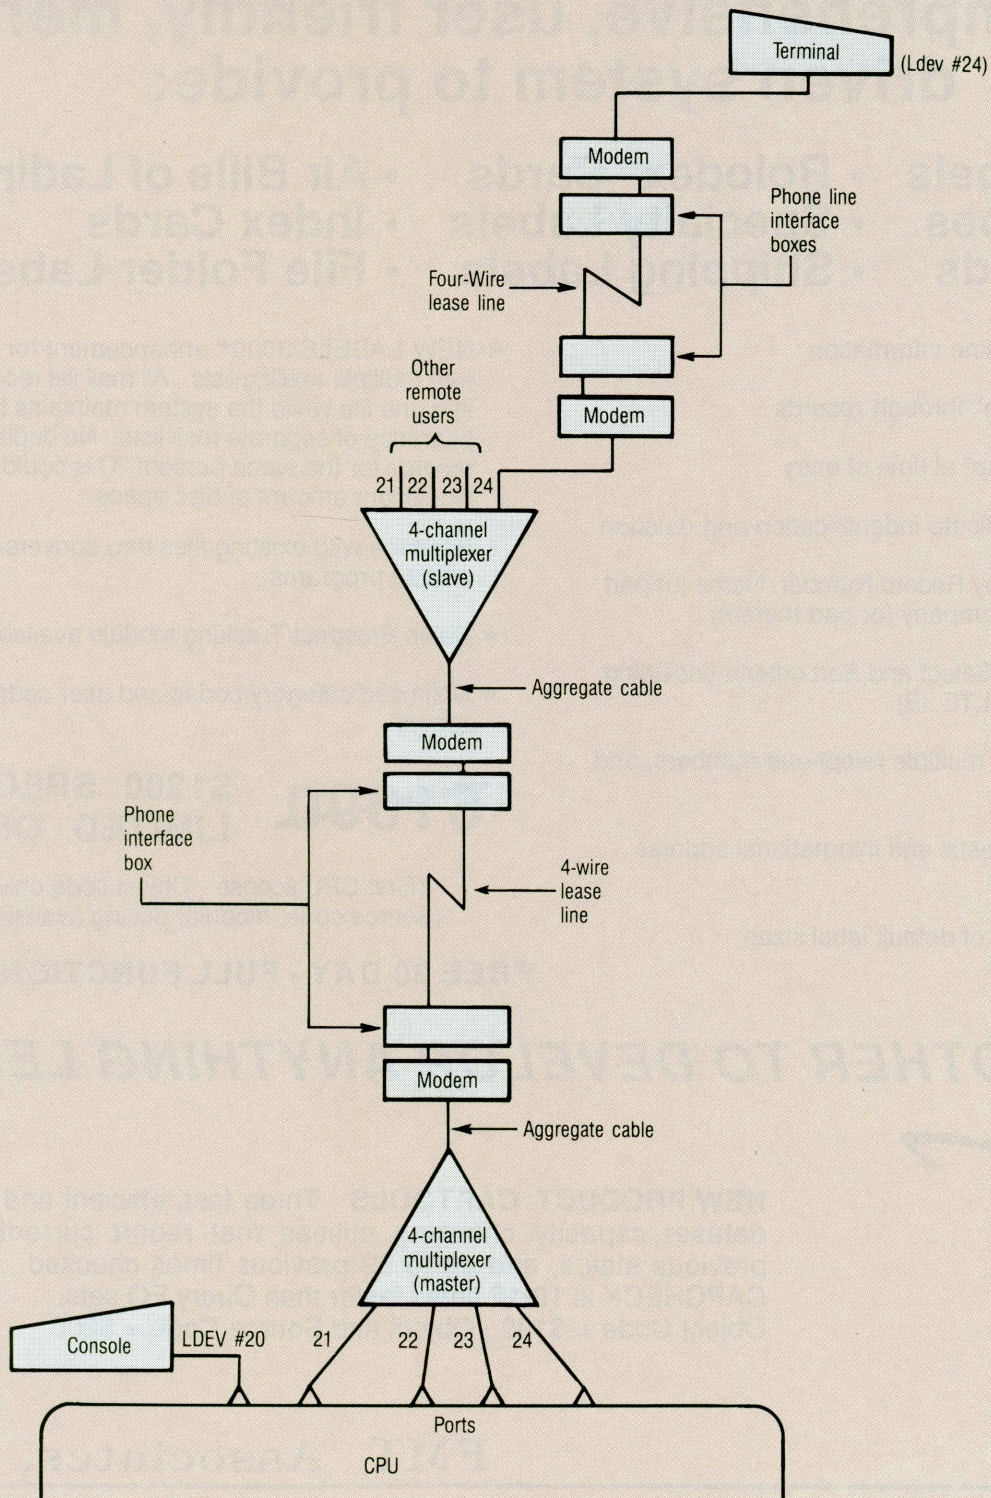 Terminal
(Ldev #24)
Modem
Phone line
interface
boxes
Four-Wire
lease line
Other
remote
users
Modem
21 22 23 24
4-channel
multiplexer
(slave)
Aggregate cable
Modem
Phone
interface
box
4-wire
lease
line
Modem
Aggregate cable
4-channel
multiplexer
(master)
Console
LDEV #20
21 22 23 24
Ports
CPU